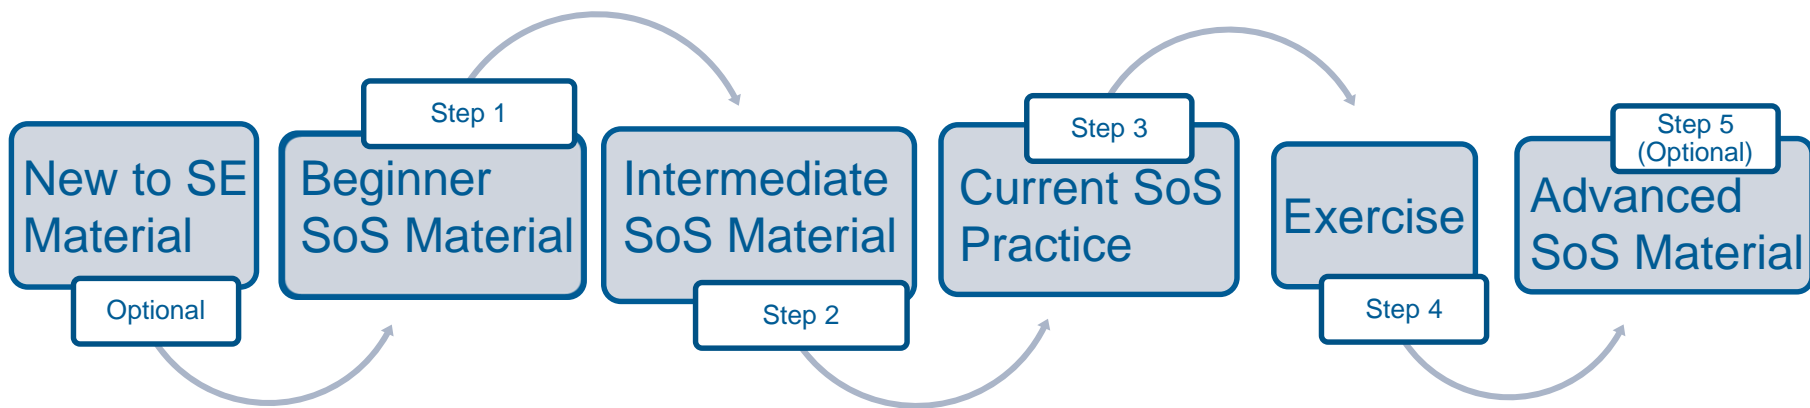 New to SE
Material
Optional
Step 1
Beginner
SoS Material
Intermediate
SoS Material
Step 2
Step 3
Current SoS
Practice
Exercise
Step 4
Step 5
(Optional)
Advanced
SoS Material